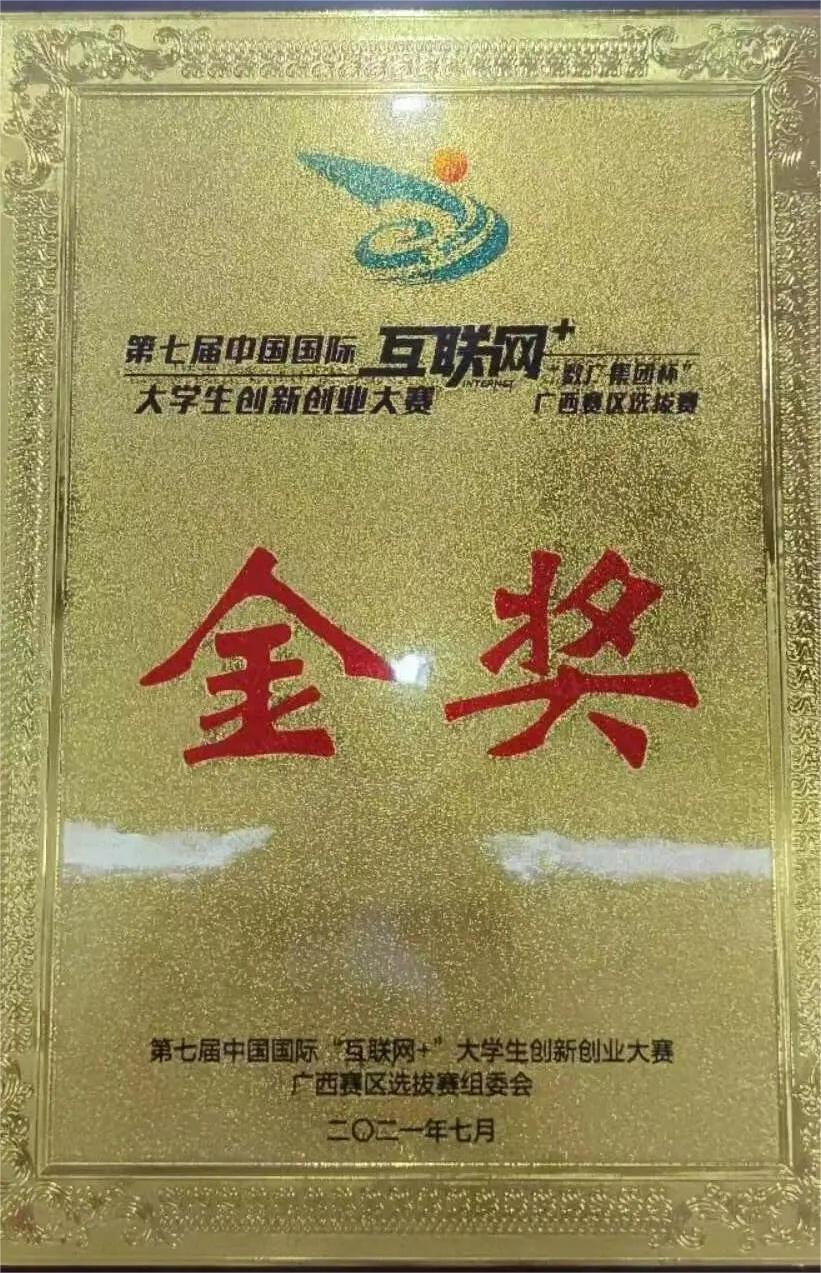 第七届中国国际 互联网+
INTERNET
大学生创新创业大赛
“数广集团杯”
广西赛区选拔赛
金奖
第七届中国国际“互联网+”大学生创新创业大赛
广西赛区选拔赛组委会
二〇二一年七月